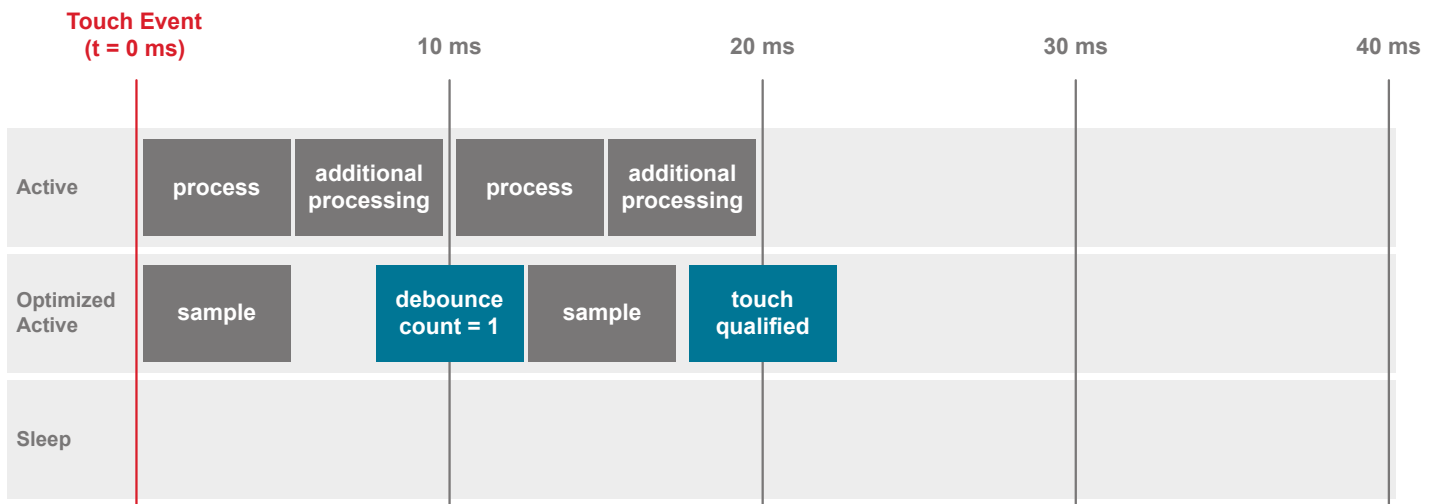 Touch Event
(t = 0 ms)
10 ms
20 ms
30 ms
40 ms
Active
process
additional
processing
process
additional
processing
Optimized
Active
sample
debounce
count = 1
sample
touch
qualified
Sleep